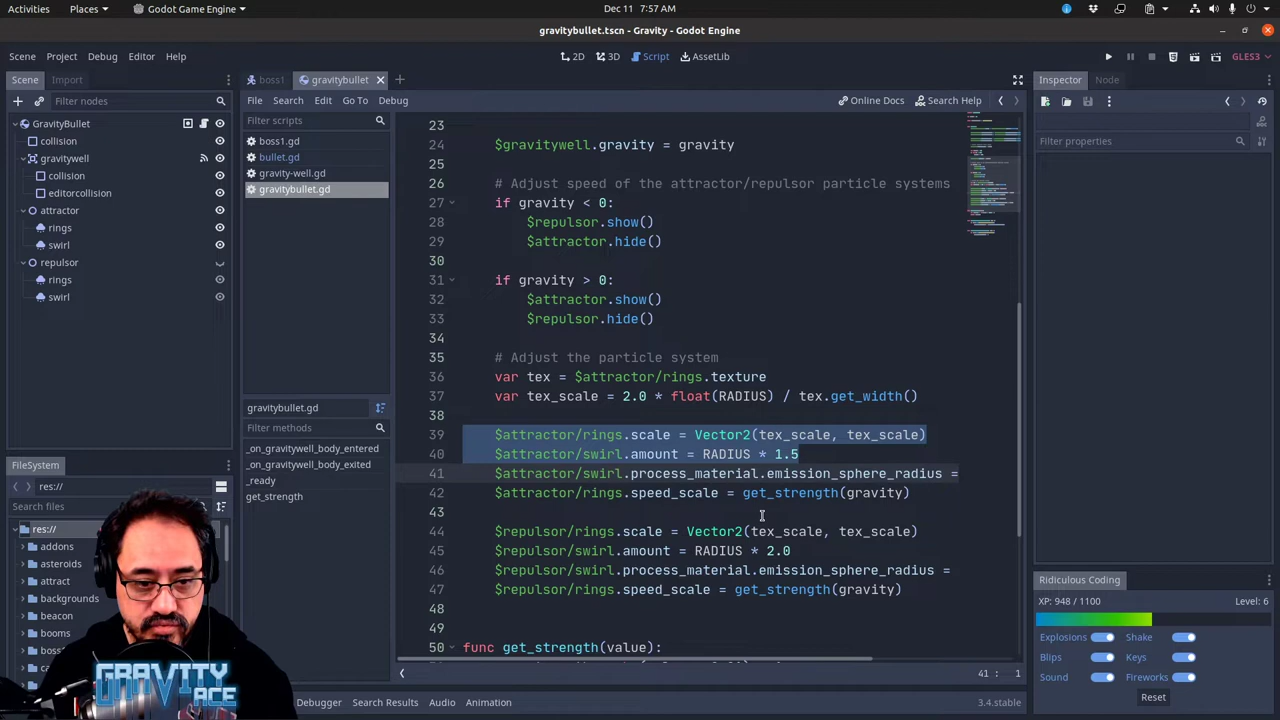 Activities Places Godot Game Engine Dec 11 7:57 AM
gravitybullet.tscn - Gravity - Godot Engine
Scene Project Debug Editor Help 2D 3D Script AssetLib GLES3
Scene Import
Filter nodes
GravityBullet
collision
gravitywell
collision
editorcollision
attractor
rings
swirl
repulsor
rings
swirl
FileSystem
res://
Search files
res://
addons
asteroids
attract
backgrounds
beacon
booms
boss
boss1 gravitybullet
File Search Edit Go To Debug Online Docs Search Help
Filter scripts
boss1.gd
bullet.gd
gravity-well.gd
gravitybullet.gd
gravitybullet.gd
Filter methods
_on_gravitywell_body_entered
_on_gravitywell_body_exited
_ready
get_strength
23
24 $gravitywell.gravity = gravity
25
26 # Adjust speed of the attractor/repulsor particle systems
27 if gravity < 0:
28 $repulsor.show()
29 $attractor.hide()
30
31 if gravity > 0:
32 $attractor.show()
33 $repulsor.hide()
34
35 # Adjust the particle system
36 var tex = $attractor/rings.texture
37 var tex_scale = 2.0 * float(RADIUS) / tex.get_width()
38
39 $attractor/rings.scale = Vector2(tex_scale, tex_scale)
40 $attractor/swirl.amount = RADIUS * 1.5
41 $attractor/swirl.process_material.emission_sphere_radius =
42 $attractor/rings.speed_scale = get_strength(gravity)
43
44 $repulsor/rings.scale = Vector2(tex_scale, tex_scale)
45 $repulsor/swirl.amount = RADIUS * 2.0
46 $repulsor/swirl.process_material.emission_sphere_radius =
47 $repulsor/rings.speed_scale = get_strength(gravity)
48
49
50 func get_strength(value):
41 : 1
Debugger Search Results Audio Animation 3.4.stable
Inspector Node
Filter properties
Ridiculous Coding
XP: 948 / 1100 Level: 6
Explosions Shake
Blips Keys
Sound Fireworks
Reset
GRAVITY
ACE